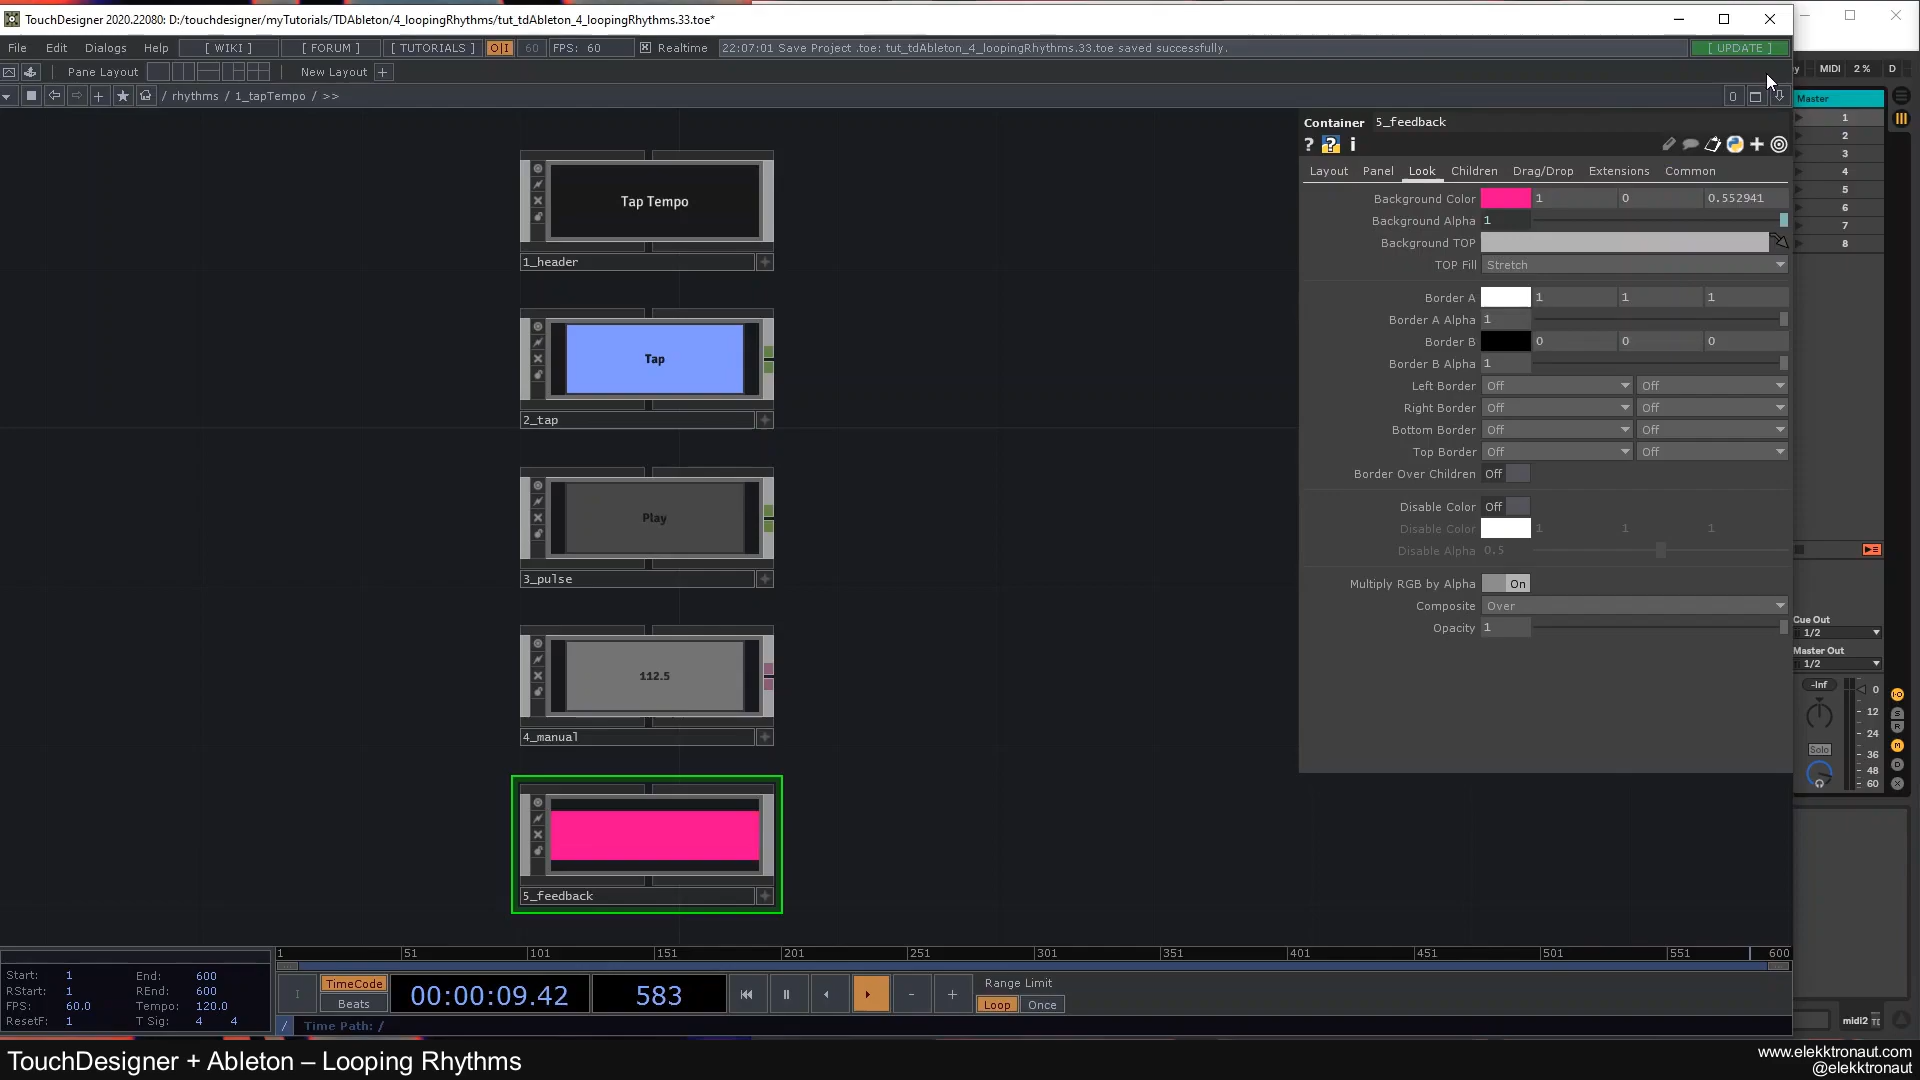 TouchDesigner 2020.22080: D:/touchdesigner/myTutorials/TDAbleton/4_loopingRhythms/tut_tdAbleton_4_loopingRhythms.33.toe*
File Edit Dialogs Help [ WIKI ] [ FORUM ] [ TUTORIALS ] O|I 60 FPS: 60 Realtime 22:07:01 Save Project .toe: tut_tdAbleton_4_loopingRhythms.33.toe saved successfully. [ UPDATE ]
MIDI 2 % D
Pane Layout New Layout +
/ rhythms / 1_tapTempo / >> 0
Master
1
2
3
4
5
6
7
8
Container 5_feedback
? ? i
Layout Panel Look Children Drag/Drop Extensions Common
Background Color 1 0 0.552941
Background Alpha 1
Background TOP
TOP Fill Stretch
Border A 1 1 1
Border A Alpha 1
Border B 0 0 0
Border B Alpha 1
Left Border Off Off
Right Border Off Off
Bottom Border Off Off
Top Border Off Off
Border Over Children Off
Disable Color Off
Disable Color 1 1 1
Disable Alpha 0.5
Multiply RGB by Alpha On
Composite Over
Opacity 1
Tap Tempo
1_header
Tap
2_tap
Play
3_pulse
112.5
4_manual
5_feedback
Cue Out
1/2
Master Out
1/2
-Inf
0
12
24
36
48
60
Solo
S
R
M
D
X
midi2
1 51 101 151 201 251 301 351 401 451 501 551 600
Start: 1 End: 600
RStart: 1 REnd: 600
FPS: 60.0 Tempo: 120.0
ResetF: 1 T Sig: 4 4
TimeCode
Beats
00:00:09.42 583
Range Limit
Loop Once
/ Time Path: /
TouchDesigner + Ableton – Looping Rhythms
www.elekktronaut.com
@elekktronaut